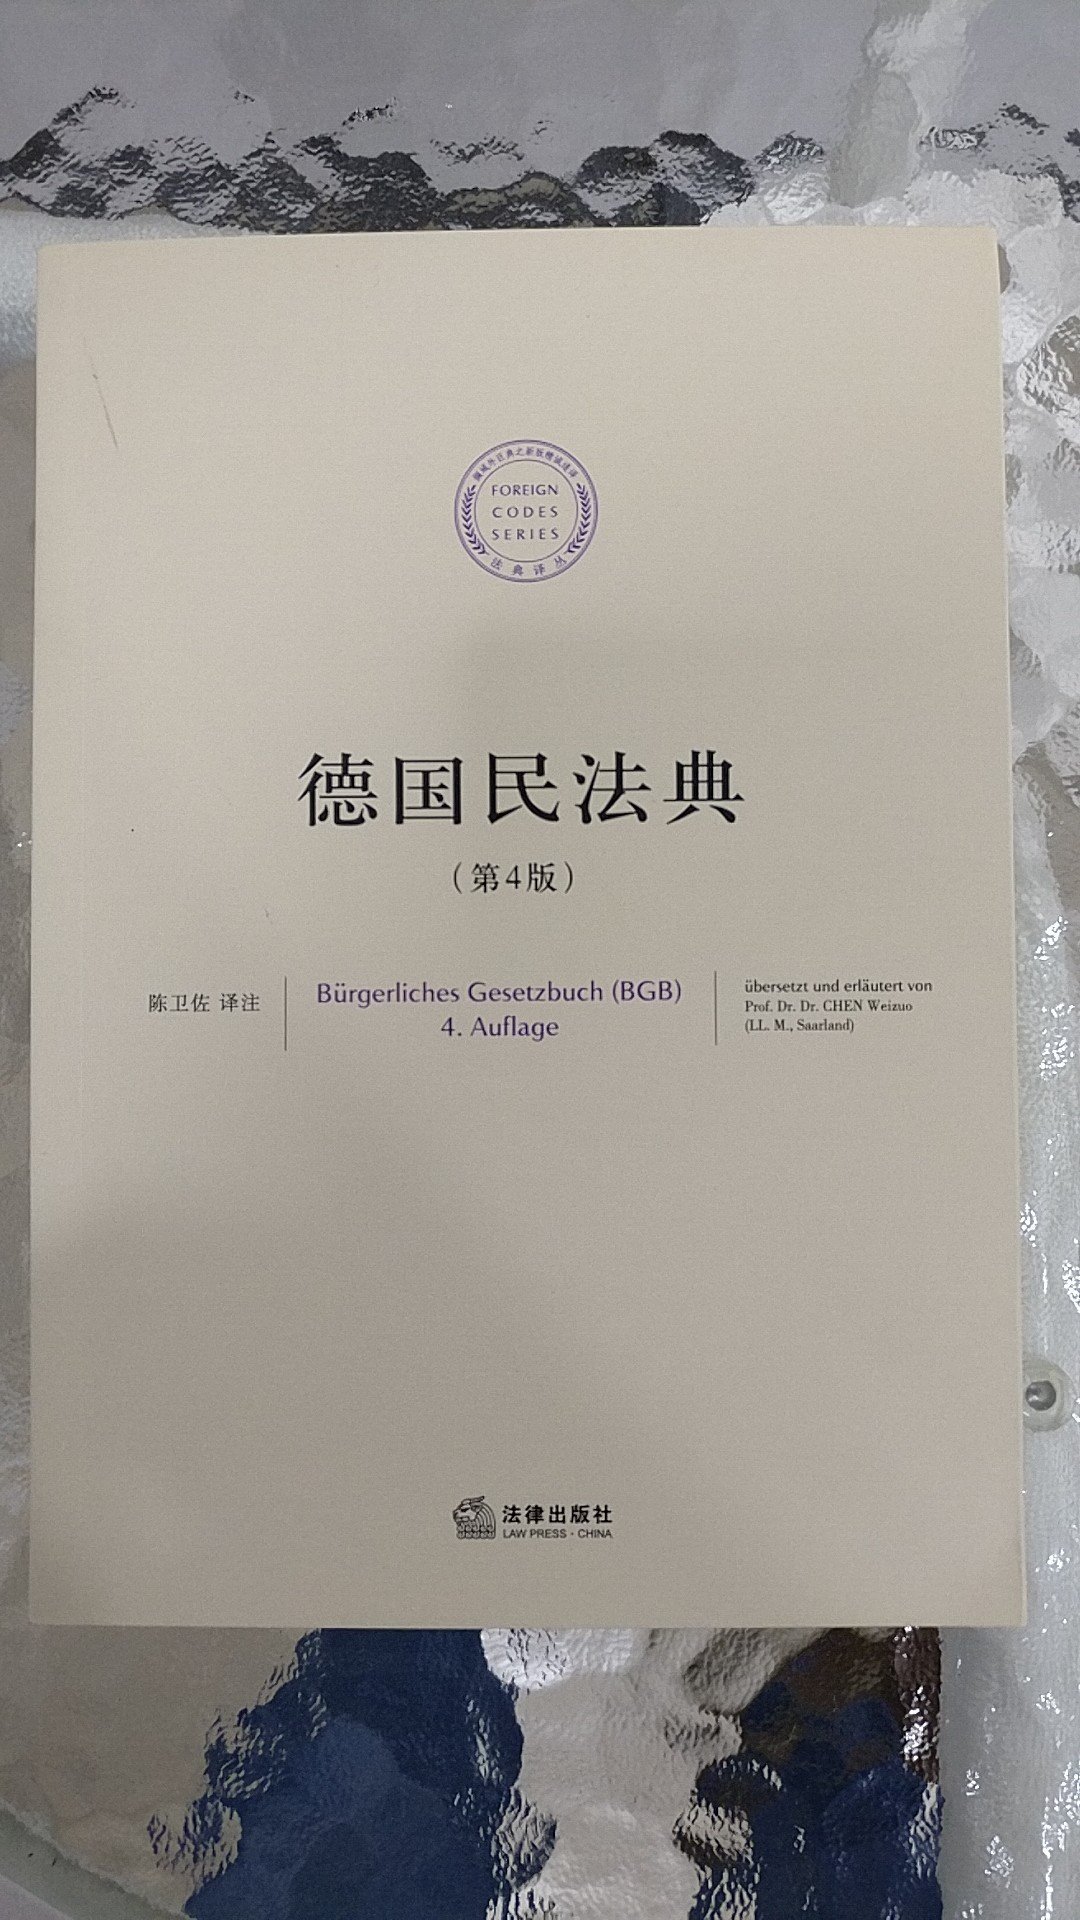 FOREIGN
CODES
SERIES
法典译丛
德国民法典
（第4版）
陈卫佐 译注
Bürgerliches Gesetzbuch (BGB)
4. Auflage
übersetzt und erläutert von
Prof. Dr. Dr. CHEN Weizuo
(LL. M., Saarland)
法律出版社
LAW PRESS · CHINA